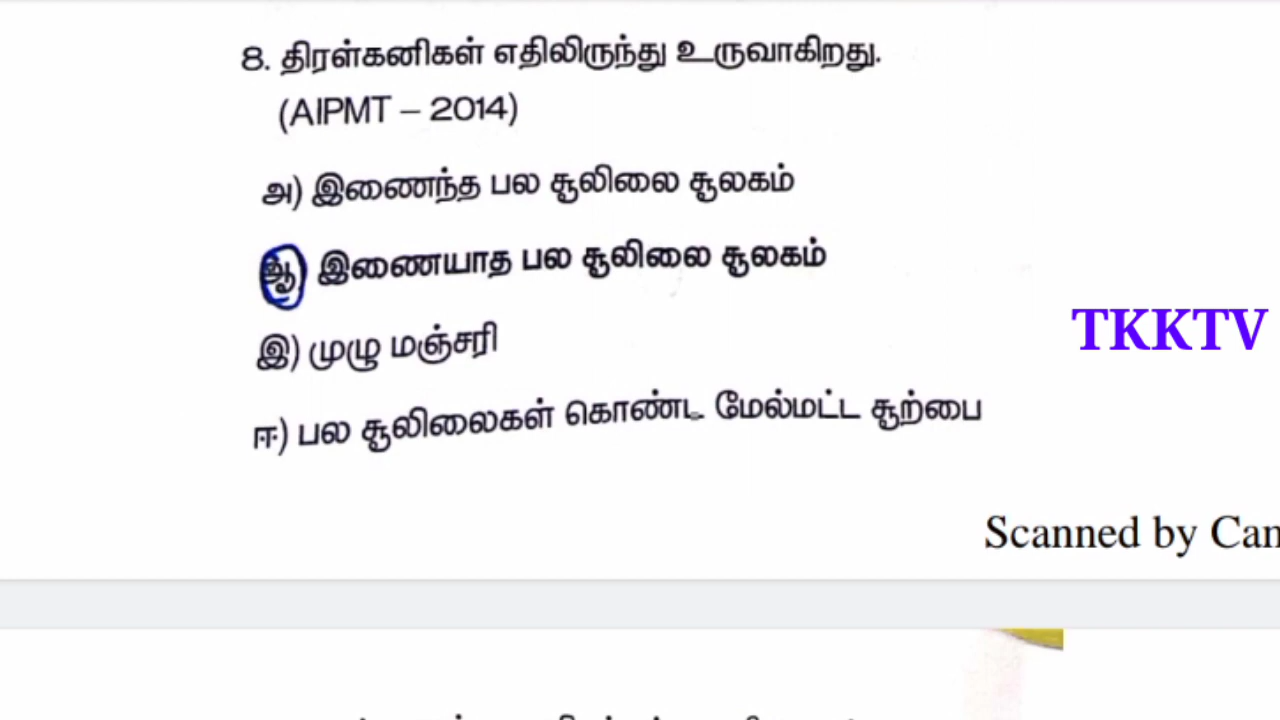 8. திரள்கனிகள் எதிலிருந்து உருவாகிறது.
(AIPMT – 2014)
அ) இணைந்த பல சூலிலை சூலகம்
ஆ) இணையாத பல சூலிலை சூலகம்
TKKTV
இ) முழு மஞ்சரி
ஈ) பல சூலிலைகள் கொண்ட மேல்மட்ட சூற்பை
Scanned by Can